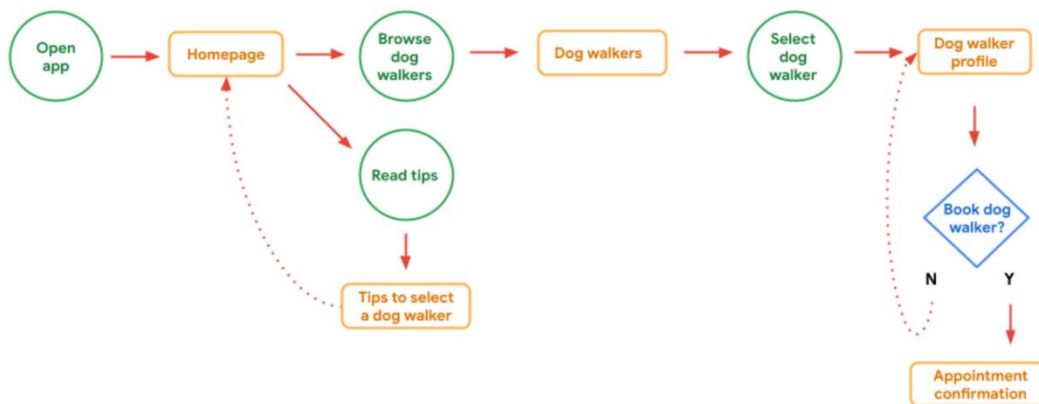 Open
app
Homepage
Browse
dog
walkers
Dog walkers
Select
dog
walker
Dog walker
profile
Read tips
Tips to select
a dog walker
Book dog
walker?
N
Y
Appointment
confirmation